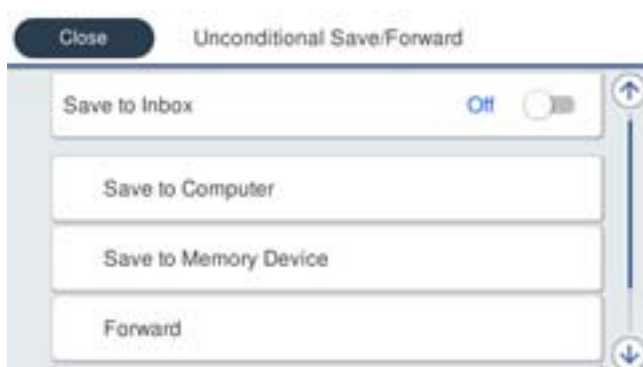 Close Unconditional Save/Forward
Save to Inbox Off
Save to Computer
Save to Memory Device
Forward